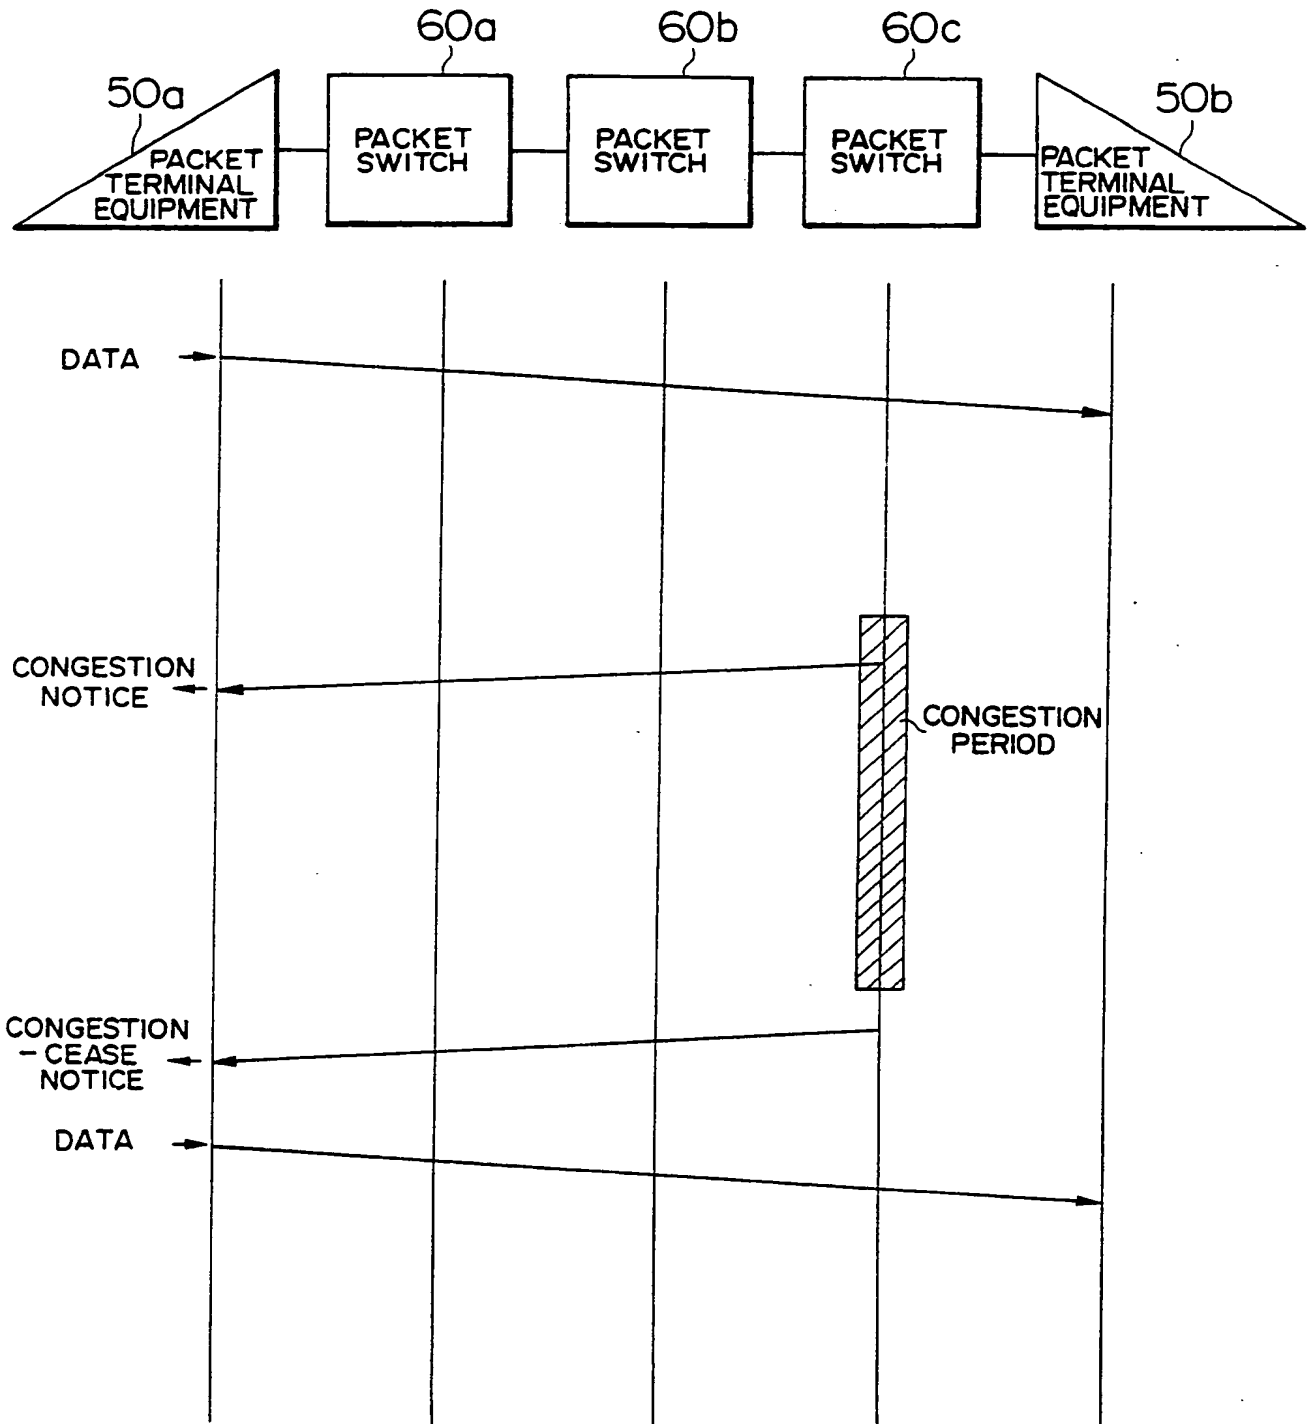 60a
60b
60c
50a
50b
PACKET
TERMINAL
EQUIPMENT
PACKET
SWITCH
PACKET
SWITCH
PACKET
SWITCH
PACKET
TERMINAL
EQUIPMENT
DATA
CONGESTION
NOTICE
CONGESTION
PERIOD
CONGESTION
- CEASE
NOTICE
DATA